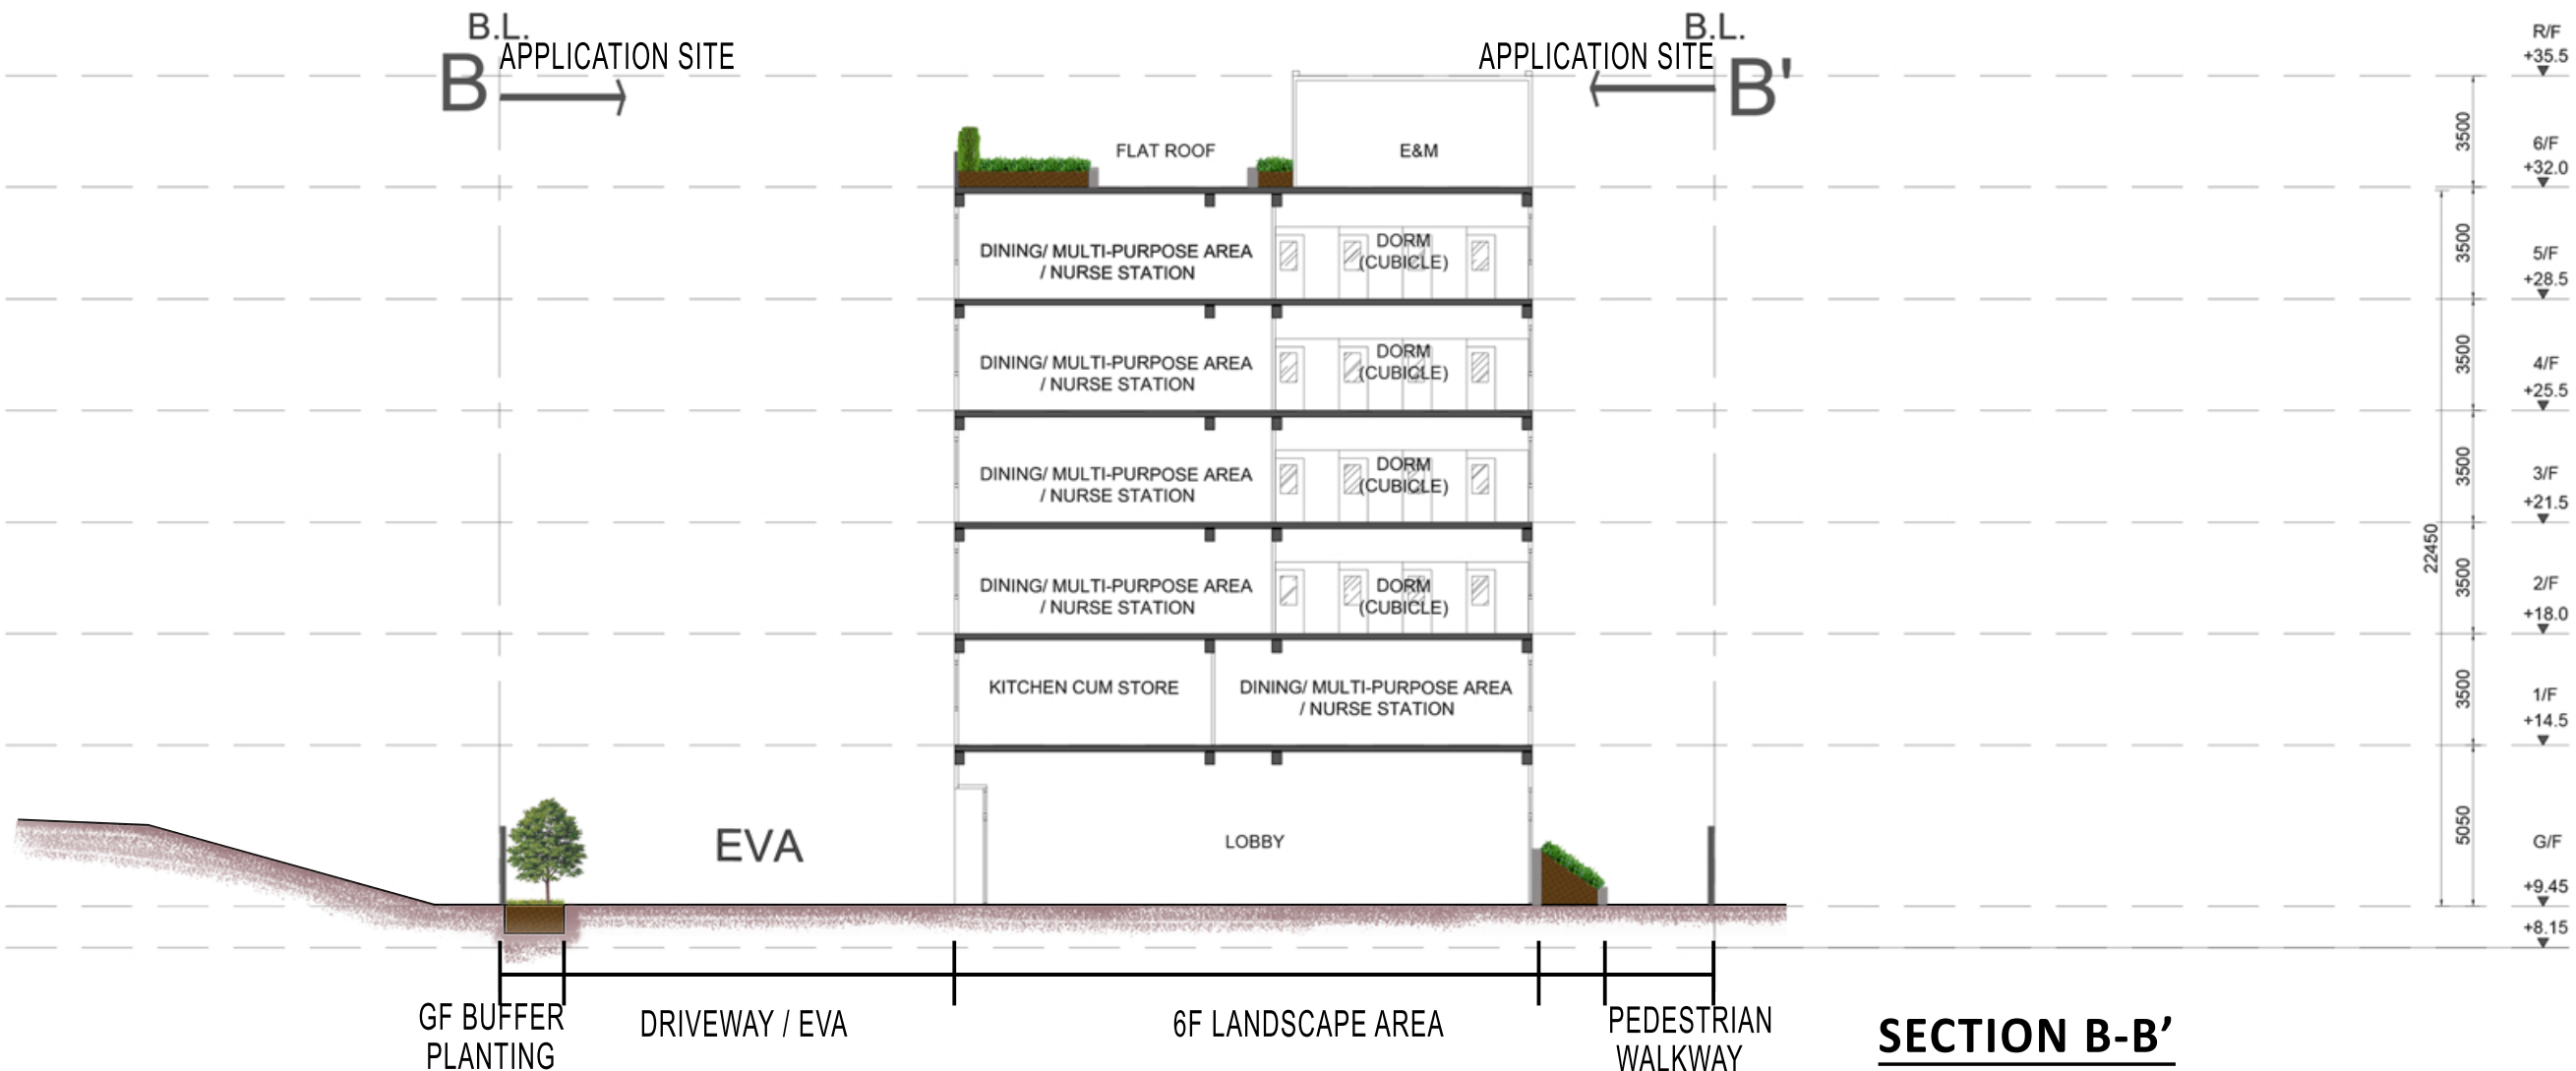 B.L.
B.L.
APPLICATION SITE
APPLICATION SITE
B
B'
R/F
+35.5
3500
FLAT ROOF
E&M
6/F
+32.0
3500
DINING/ MULTI-PURPOSE AREA
/ NURSE STATION
DORM
(CUBICLE)
5/F
+28.5
3500
DINING/ MULTI-PURPOSE AREA
/ NURSE STATION
DORM
(CUBICLE)
4/F
+25.5
3500
DINING/ MULTI-PURPOSE AREA
/ NURSE STATION
DORM
(CUBICLE)
3/F
+21.5
22450
3500
DINING/ MULTI-PURPOSE AREA
/ NURSE STATION
DORM
(CUBICLE)
2/F
+18.0
3500
KITCHEN CUM STORE
DINING/ MULTI-PURPOSE AREA
/ NURSE STATION
1/F
+14.5
5050
EVA
LOBBY
G/F
+9.45
+8.15
GF BUFFER
PLANTING
DRIVEWAY / EVA
6F LANDSCAPE AREA
PEDESTRIAN
WALKWAY
SECTION B-B’